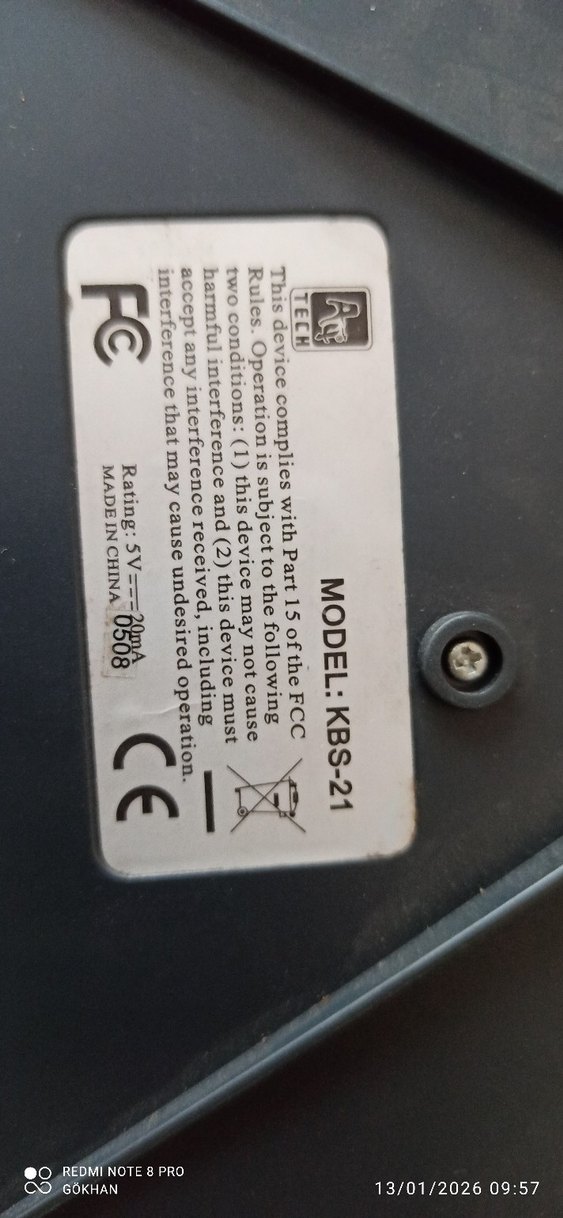 A4
TECH
MODEL: KBS-21
This device complies with Part 15 of the FCC
Rules. Operation is subject to the following
two conditions: (1) this device may not cause
harmful interference and (2) this device must
accept any interference received, including
interference that may cause undesired operation.
FC
Rating: 5V⎓20mA
MADE IN CHINA 0508
CE
REDMI NOTE 8 PRO
GÖKHAN
13/01/2026 09:57